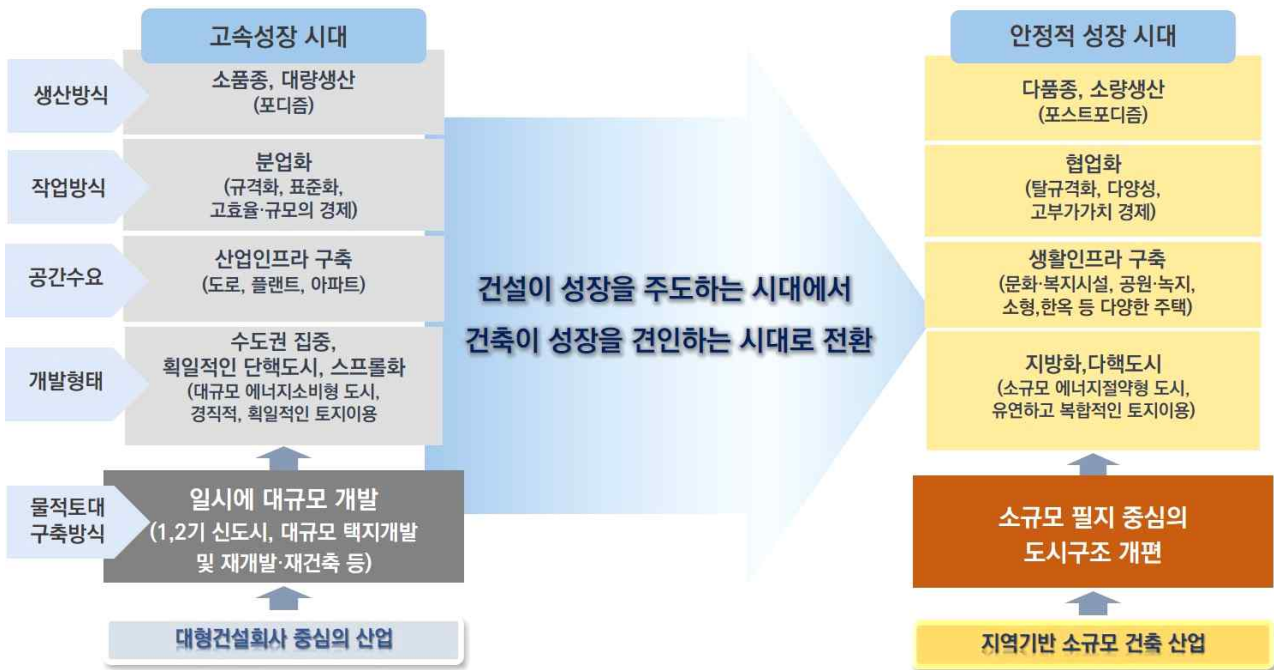 고속성장 시대
안정적 성장 시대
생산방식
소품종, 대량생산
(포디즘)
다품종, 소량생산
(포스트포디즘)
작업방식
분업화
(규격화, 표준화,
고효율·규모의 경제)
협업화
(탈규격화, 다양성,
고부가가치 경제)
공간수요
산업인프라 구축
(도로, 플랜트, 아파트)
생활인프라 구축
(문화·복지시설, 공원·녹지,
소형,한옥 등 다양한 주택)
건설이 성장을 주도하는 시대에서
건축이 성장을 견인하는 시대로 전환
개발형태
수도권 집중,
획일적인 단핵도시, 스프롤화
(대규모 에너지소비형 도시,
경직적, 획일적인 토지이용
지방화,다핵도시
(소규모 에너지절약형 도시,
유연하고 복합적인 토지이용)
물적토대
구축방식
일시에 대규모 개발
(1,2기 신도시, 대규모 택지개발
및 재개발·재건축 등)
소규모 필지 중심의
도시구조 개편
대형건설회사 중심의 산업
지역기반 소규모 건축 산업